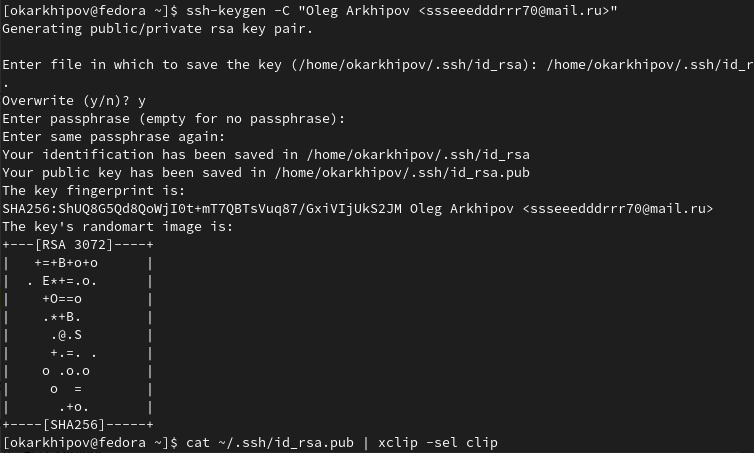 [okarkhipov@fedora ~]$ ssh-keygen -C "Oleg Arkhipov <ssseeedddrrr70@mail.ru>"
Generating public/private rsa key pair.
Enter file in which to save the key (/home/okarkhipov/.ssh/id_rsa): /home/okarkhipov/.ssh/id_r
.
Overwrite (y/n)? y
Enter passphrase (empty for no passphrase):
Enter same passphrase again:
Your identification has been saved in /home/okarkhipov/.ssh/id_rsa
Your public key has been saved in /home/okarkhipov/.ssh/id_rsa.pub
The key fingerprint is:
SHA256:ShUQ8G5Qd8QoWjI0t+mT7QBTsVuq87/GxiVIjUkS2JM Oleg Arkhipov <ssseeedddrrr70@mail.ru>
The key's randomart image is:
+---[RSA 3072]----+
|   +=+B+o+o      |
|  . E*+=.o.      |
|    +O==o        |
|    .*+B.        |
|     .@.S        |
|     +.=. .      |
|    o .o.o       |
|     o  =        |
|      .+o.       |
+----[SHA256]-----+
[okarkhipov@fedora ~]$ cat ~/.ssh/id_rsa.pub | xclip -sel clip